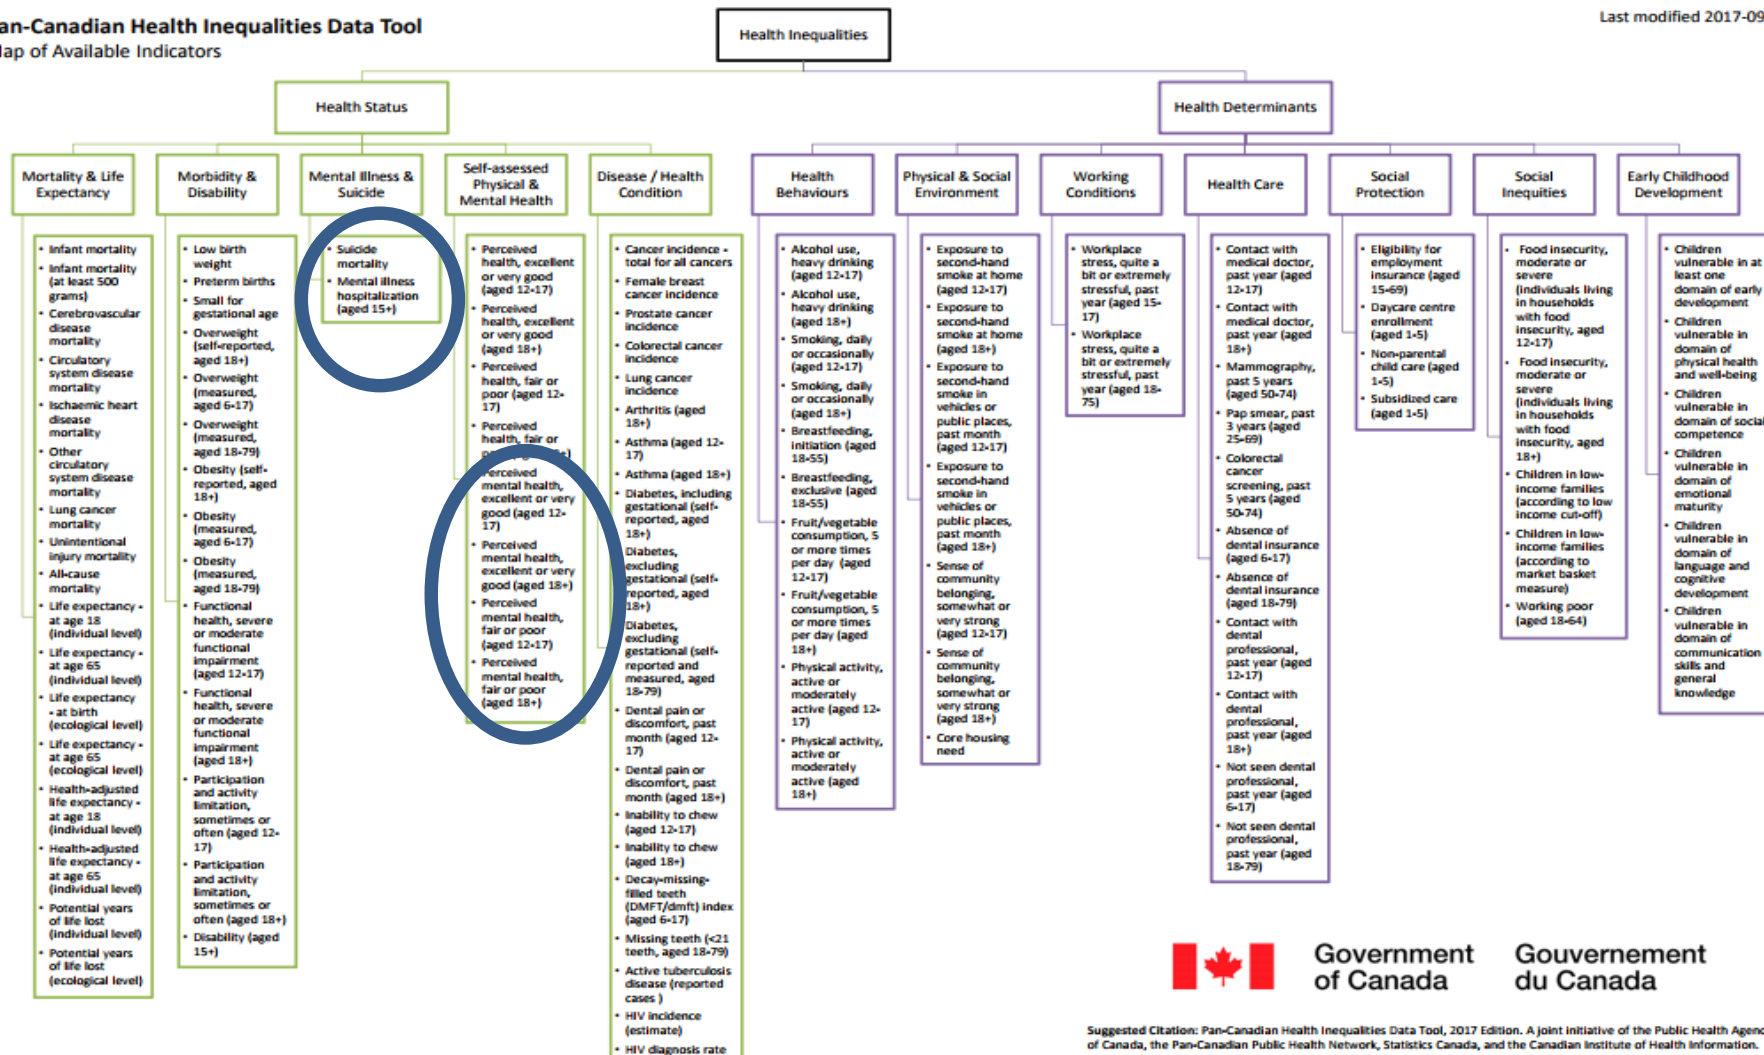 an-Canadian Health Inequalities Data Tool
ap of Available Indicators
Last modified 2017-09
Health Inequalities
Health Status
Health Determinants
Mortality & Life
Expectancy
Morbidity &
Disability
Mental Illness &
Suicide
Self-assessed
Physical &
Mental Health
Disease / Health
Condition
Health
Behaviours
Physical & Social
Environment
Working
Conditions
Health Care
Social
Protection
Social
Inequities
Early Childhood
Development
• Infant mortality
• Infant mortality
(at least 500
grams)
• Cerebrovascular
disease
mortality
• Circulatory
system disease
mortality
• Ischaemic heart
disease
mortality
• Other
circulatory
system disease
mortality
• Lung cancer
mortality
• Unintentional
injury mortality
• All-cause
mortality
• Life expectancy -
at age 18
(individual level)
• Life expectancy -
at age 65
(individual level)
• Life expectancy
- at birth
(ecological level)
• Life expectancy -
at age 65
(ecological level)
• Health-adjusted
life expectancy -
at age 18
(individual level)
• Health-adjusted
life expectancy -
at age 65
(individual level)
• Potential years
of life lost
(individual level)
• Potential years
of life lost
(ecological level)
• Low birth
weight
• Preterm births
• Small for
gestational age
• Overweight
(self-reported,
aged 18+)
• Overweight
(measured,
aged 6-17)
• Overweight
(measured,
aged 18-79)
• Obesity (self-
reported, aged
18+)
• Obesity
(measured,
aged 6-17)
• Obesity
(measured,
aged 18-79)
• Functional
health, severe
or moderate
functional
impairment
(aged 12-17)
• Functional
health, severe
or moderate
functional
impairment
(aged 18+)
• Participation
and activity
limitation,
sometimes or
often (aged 12-
17)
• Participation
and activity
limitation,
sometimes or
often (aged 18+)
• Disability (aged
15+)
• Suicide
mortality
• Mental illness
hospitalization
(aged 15+)
• Perceived
health, excellent
or very good
(aged 12-17)
• Perceived
health, excellent
or very good
(aged 18+)
• Perceived
health, fair or
poor (aged 12-
17)
• Perceived
health, fair or
Perceived
mental health,
excellent or very
good (aged 12-
17)
• Perceived
mental health,
excellent or very
good (aged 18+)
• Perceived
mental health,
fair or poor
(aged 12-17)
• Perceived
mental health,
fair or poor
(aged 18+)
• Cancer incidence -
total for all cancers
• Female breast
cancer incidence
• Prostate cancer
incidence
• Colorectal cancer
incidence
• Lung cancer
incidence
• Arthritis (aged
18+)
• Asthma (aged 12-
17)
• Asthma (aged 18+)
• Diabetes, including
gestational (self-
reported, aged
18+)
Diabetes,
excluding
gestational (self-
reported, aged
18+)
Diabetes,
excluding
gestational (self-
reported and
measured, aged
18-79)
• Dental pain or
discomfort, past
month (aged 12-
17)
• Dental pain or
discomfort, past
month (aged 18+)
• Inability to chew
(aged 12-17)
• Inability to chew
(aged 18+)
• Decay-missing-
filled teeth
(DMFT/dmft) index
(aged 6-17)
• Missing teeth (<21
teeth, aged 18-79)
• Active tuberculosis
disease (reported
cases )
• HIV incidence
(estimate)
• HIV diagnosis rate
• Alcohol use,
heavy drinking
(aged 12-17)
• Alcohol use,
heavy drinking
(aged 18+)
• Smoking, daily
or occasionally
(aged 12-17)
• Smoking, daily
or occasionally
(aged 18+)
• Breastfeeding,
initiation (aged
18-55)
• Breastfeeding,
exclusive (aged
18-55)
• Fruit/vegetable
consumption, 5
or more times
per day (aged
12-17)
• Fruit/vegetable
consumption, 5
or more times
per day (aged
18+)
• Physical activity,
active or
moderately
active (aged 12-
17)
• Physical activity,
active or
moderately
active (aged
18+)
• Exposure to
second-hand
smoke at home
(aged 12-17)
• Exposure to
second-hand
smoke at home
(aged 18+)
• Exposure to
second-hand
smoke in
vehicles or
public places,
past month
(aged 12-17)
• Exposure to
second-hand
smoke in
vehicles or
public places,
past month
(aged 18+)
• Sense of
community
belonging,
somewhat or
very strong
(aged 12-17)
• Sense of
community
belonging,
somewhat or
very strong
(aged 18+)
• Core housing
need
• Workplace
stress, quite a
bit or extremely
stressful, past
year (aged 15-
17)
• Workplace
stress, quite a
bit or extremely
stressful, past
year (aged 18-
75)
• Contact with
medical doctor,
past year (aged
12-17)
• Contact with
medical doctor,
past year (aged
18+)
• Mammography,
past 5 years
(aged 50-74)
• Pap smear, past
3 years (aged
25-69)
• Colorectal
cancer
screening, past
5 years (aged
50-74)
• Absence of
dental insurance
(aged 6-17)
• Absence of
dental insurance
(aged 18-79)
• Contact with
dental
professional,
past year (aged
12-17)
• Contact with
dental
professional,
past year (aged
18+)
• Not seen dental
professional,
past year (aged
6-17)
• Not seen dental
professional,
past year (aged
18-79)
• Eligibility for
employment
insurance (aged
15-69)
• Daycare centre
enrollment
(aged 1-5)
• Non-parental
child care (aged
1-5)
• Subsidized care
(aged 1-5)
• Food insecurity,
moderate or
severe
(individuals living
in households
with food
insecurity, aged
12-17)
• Food insecurity,
moderate or
severe
(individuals living
in households
with food
insecurity, aged
18+)
• Children in low-
income families
(according to low
income cut-off)
• Children in low-
income families
(according to
market basket
measure)
• Working poor
(aged 18-64)
• Children
vulnerable in at
least one
domain of early
development
• Children
vulnerable in
domain of
physical health
and well-being
• Children
vulnerable in
domain of social
competence
• Children
vulnerable in
domain of
emotional
maturity
• Children
vulnerable in
domain of
language and
cognitive
development
• Children
vulnerable in
domain of
communication
skills and
general
knowledge
Government
of Canada
Gouvernement
du Canada
Suggested Citation: Pan-Canadian Health Inequalities Data Tool, 2017 Edition. A joint initiative of the Public Health Agenc
of Canada, the Pan-Canadian Public Health Network, Statistics Canada, and the Canadian Institute of Health Information.